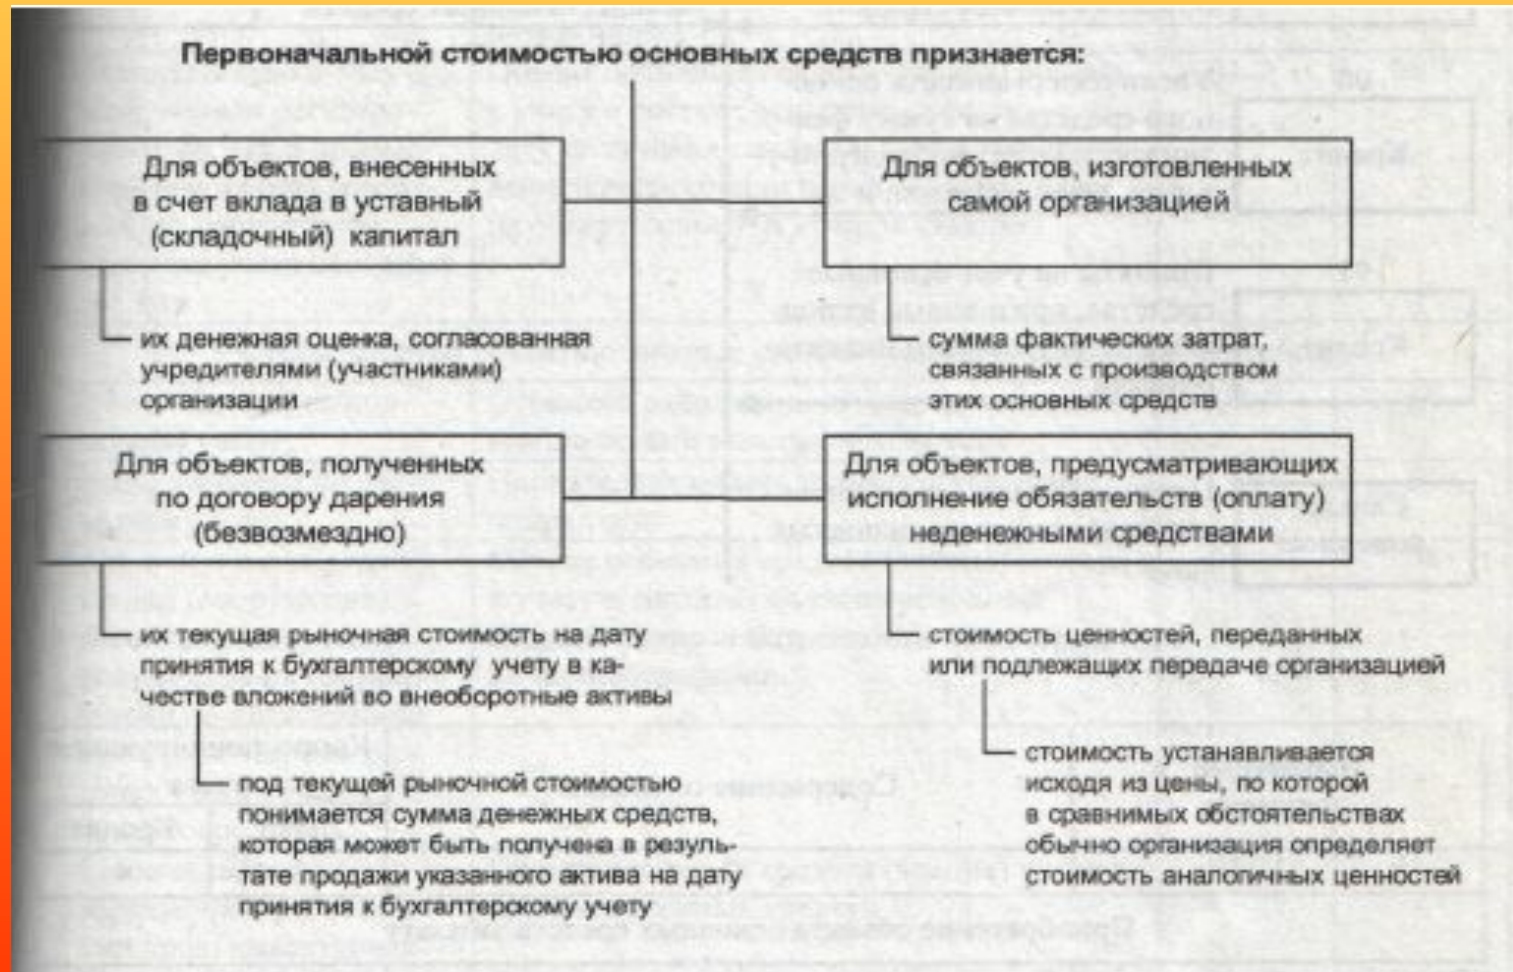 Первоначальной стоимостью основных средств признается:
Для объектов, внесенных
в счет вклада в уставный
(складочный) капитал
их денежная оценка, согласованная
учредителями (участниками)
организации
Для объектов, изготовленных
самой организацией
сумма фактических затрат,
связанных с производством
этих основных средств
Для объектов, полученных
по договору дарения
(безвозмездно)
их текущая рыночная стоимость на дату
принятия к бухгалтерскому учету в ка-
честве вложений во внеоборотные активы
под текущей рыночной стоимостью
понимается сумма денежных средств,
которая может быть получена в резуль-
тате продажи указанного актива на дату
принятия к бухгалтерскому учету
Для объектов, предусматривающих
исполнение обязательств (оплату)
неденежными средствами
стоимость ценностей, переданных
или подлежащих передаче организацией
стоимость устанавливается
исходя из цены, по которой
в сравнимых обстоятельствах
обычно организация определяет
стоимость аналогичных ценностей